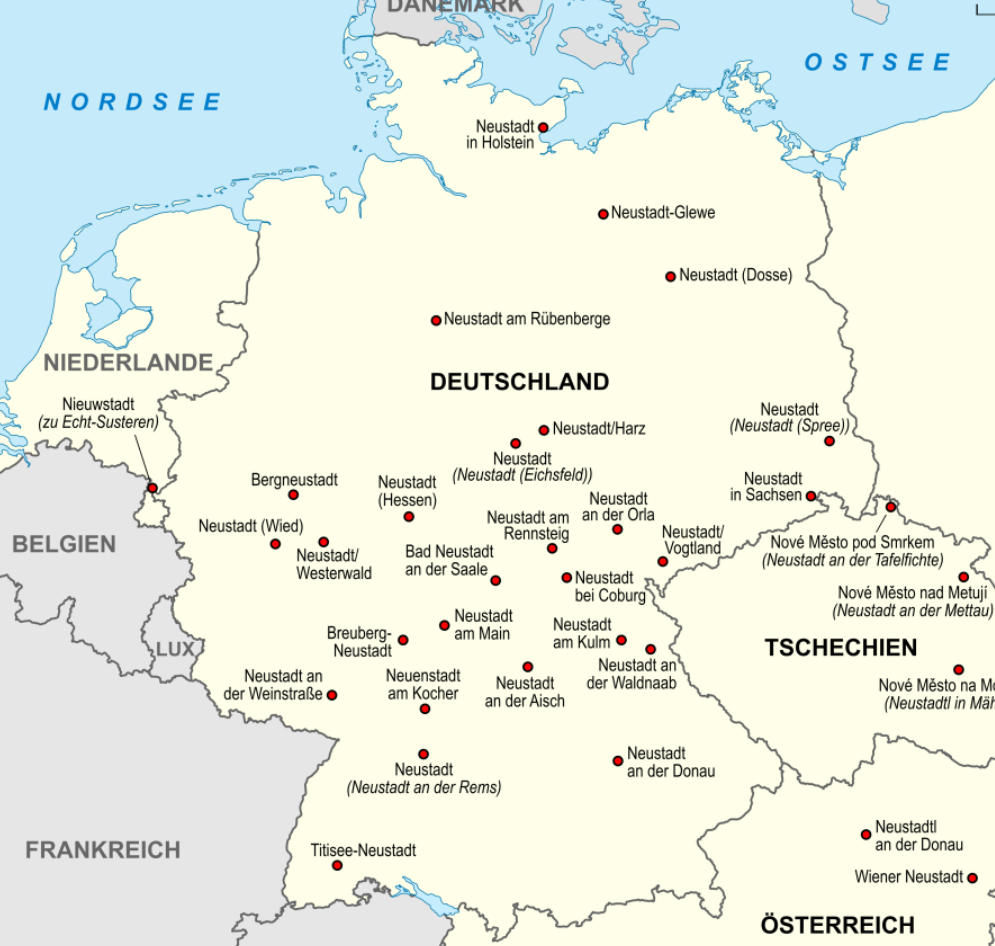 DÄNEMARK
OSTSEE
NORDSEE
Neustadt
in Holstein
Neustadt-Glewe
Neustadt (Dosse)
Neustadt am Rübenberge
NIEDERLANDE
DEUTSCHLAND
Nieuwstadt
(zu Echt-Susteren)
Neustadt
(Neustadt (Spree))
Neustadt/Harz
Neustadt
(Neustadt (Eichsfeld))
Bergneustadt
Neustadt
(Hessen)
Neustadt
in Sachsen
Neustadt
an der Orla
Neustadt (Wied)
Neustadt am
Rennsteig
Neustadt/
Vogtland
BELGIEN
Neustadt/
Westerwald
Bad Neustadt
an der Saale
Nové Město pod Smrkem
(Neustadt an der Tafelfichte)
Neustadt
bei Coburg
Nové Město nad Metují
(Neustadt an der Mettau)
Neustadt
am Main
Neustadt
am Kulm
Breuberg-
Neustadt
LUX
TSCHECHIEN
Neustadt an
der Waldnaab
Neustadt an
der Weinstraße
Neuenstadt
am Kocher
Neustadt
an der Aisch
Nové Město na
(Neustadtl in
Neustadt
an der Donau
Neustadt
(Neustadt an der Rems)
Neustadtl
an der Donau
FRANKREICH
Titisee-Neustadt
Wiener Neustadt
ÖSTERREICH